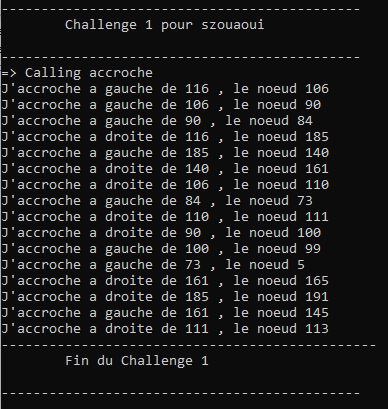 ---------------------------------------------
Challenge 1 pour szouaoui
---------------------------------------------
=> Calling accroche
J'accroche a gauche de 116 , le noeud 106
J'accroche a gauche de 106 , le noeud 90
J'accroche a gauche de 90 , le noeud 84
J'accroche a droite de 116 , le noeud 185
J'accroche a gauche de 185 , le noeud 140
J'accroche a droite de 140 , le noeud 161
J'accroche a droite de 106 , le noeud 110
J'accroche a gauche de 84 , le noeud 73
J'accroche a droite de 110 , le noeud 111
J'accroche a droite de 90 , le noeud 100
J'accroche a gauche de 100 , le noeud 99
J'accroche a gauche de 73 , le noeud 5
J'accroche a droite de 161 , le noeud 165
J'accroche a droite de 185 , le noeud 191
J'accroche a gauche de 161 , le noeud 145
J'accroche a droite de 111 , le noeud 113
-----------------------------------------------
Fin du Challenge 1
---------------------------------------------